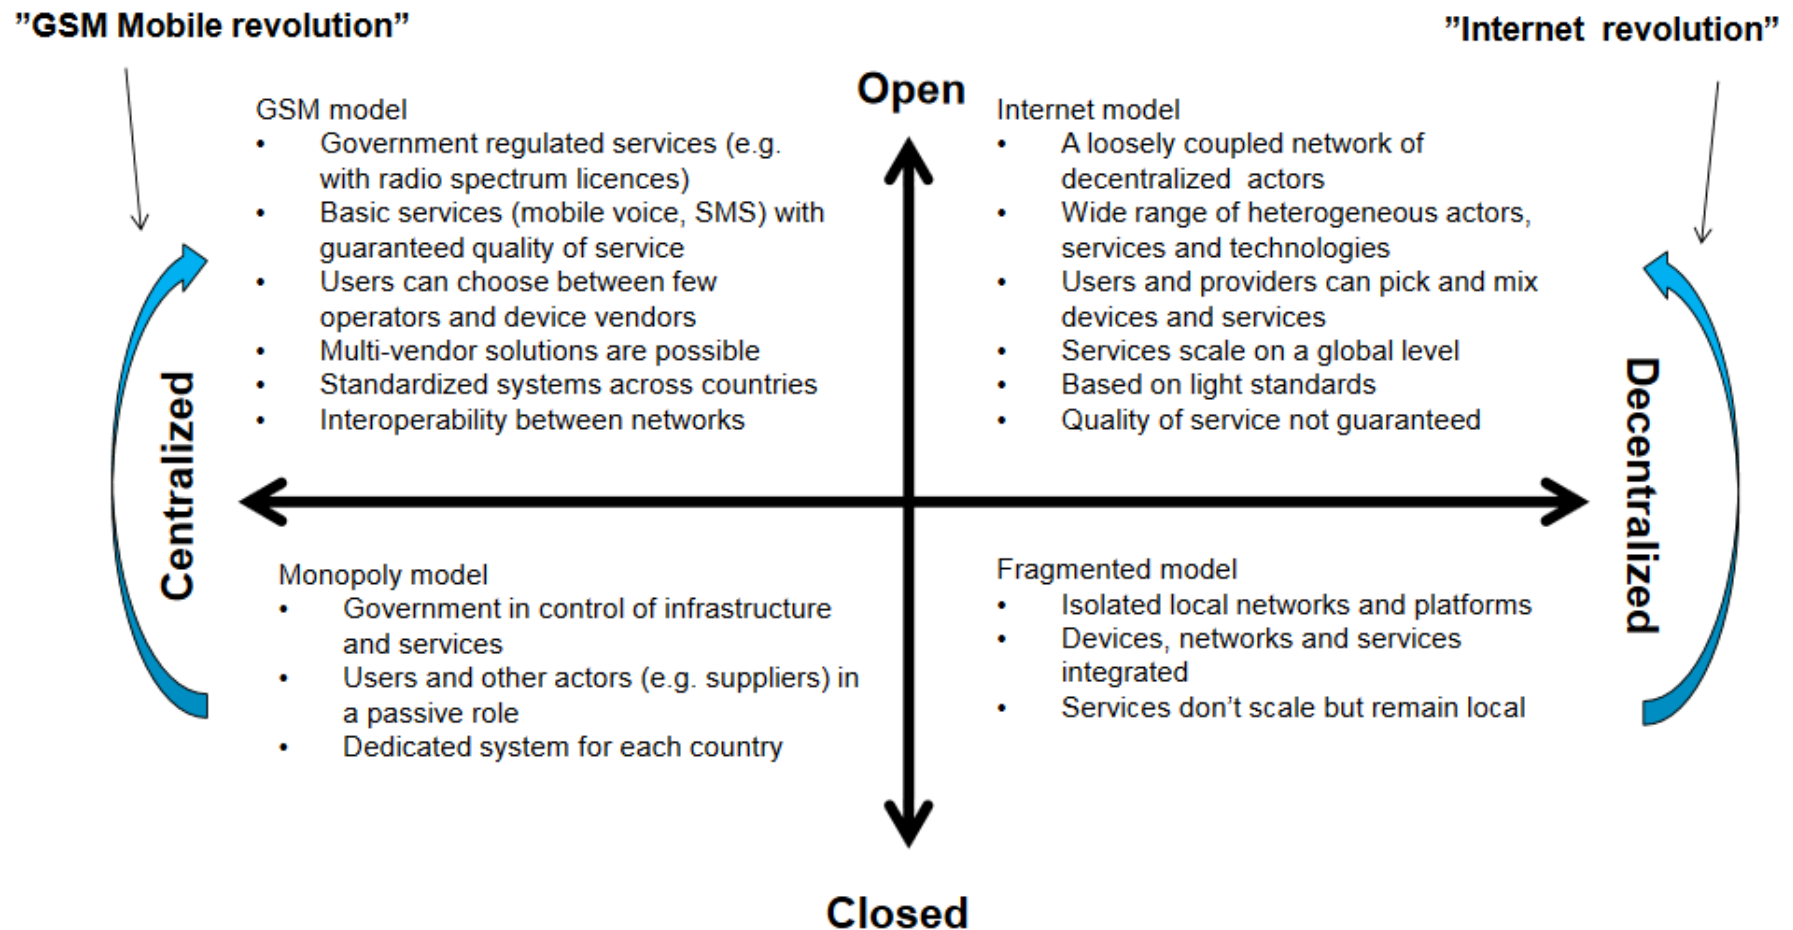 ”GSM Mobile revolution”
”Internet revolution”
Open
GSM model
• Government regulated services (e.g.
with radio spectrum licences)
• Basic services (mobile voice, SMS) with
guaranteed quality of service
• Users can choose between few
operators and device vendors
• Multi-vendor solutions are possible
• Standardized systems across countries
• Interoperability between networks
Internet model
• A loosely coupled network of
decentralized actors
• Wide range of heterogeneous actors,
services and technologies
• Users and providers can pick and mix
devices and services
• Services scale on a global level
• Based on light standards
• Quality of service not guaranteed
Centralized
Decentralized
Monopoly model
• Government in control of infrastructure
and services
• Users and other actors (e.g. suppliers) in
a passive role
• Dedicated system for each country
Fragmented model
• Isolated local networks and platforms
• Devices, networks and services
integrated
• Services don’t scale but remain local
Closed